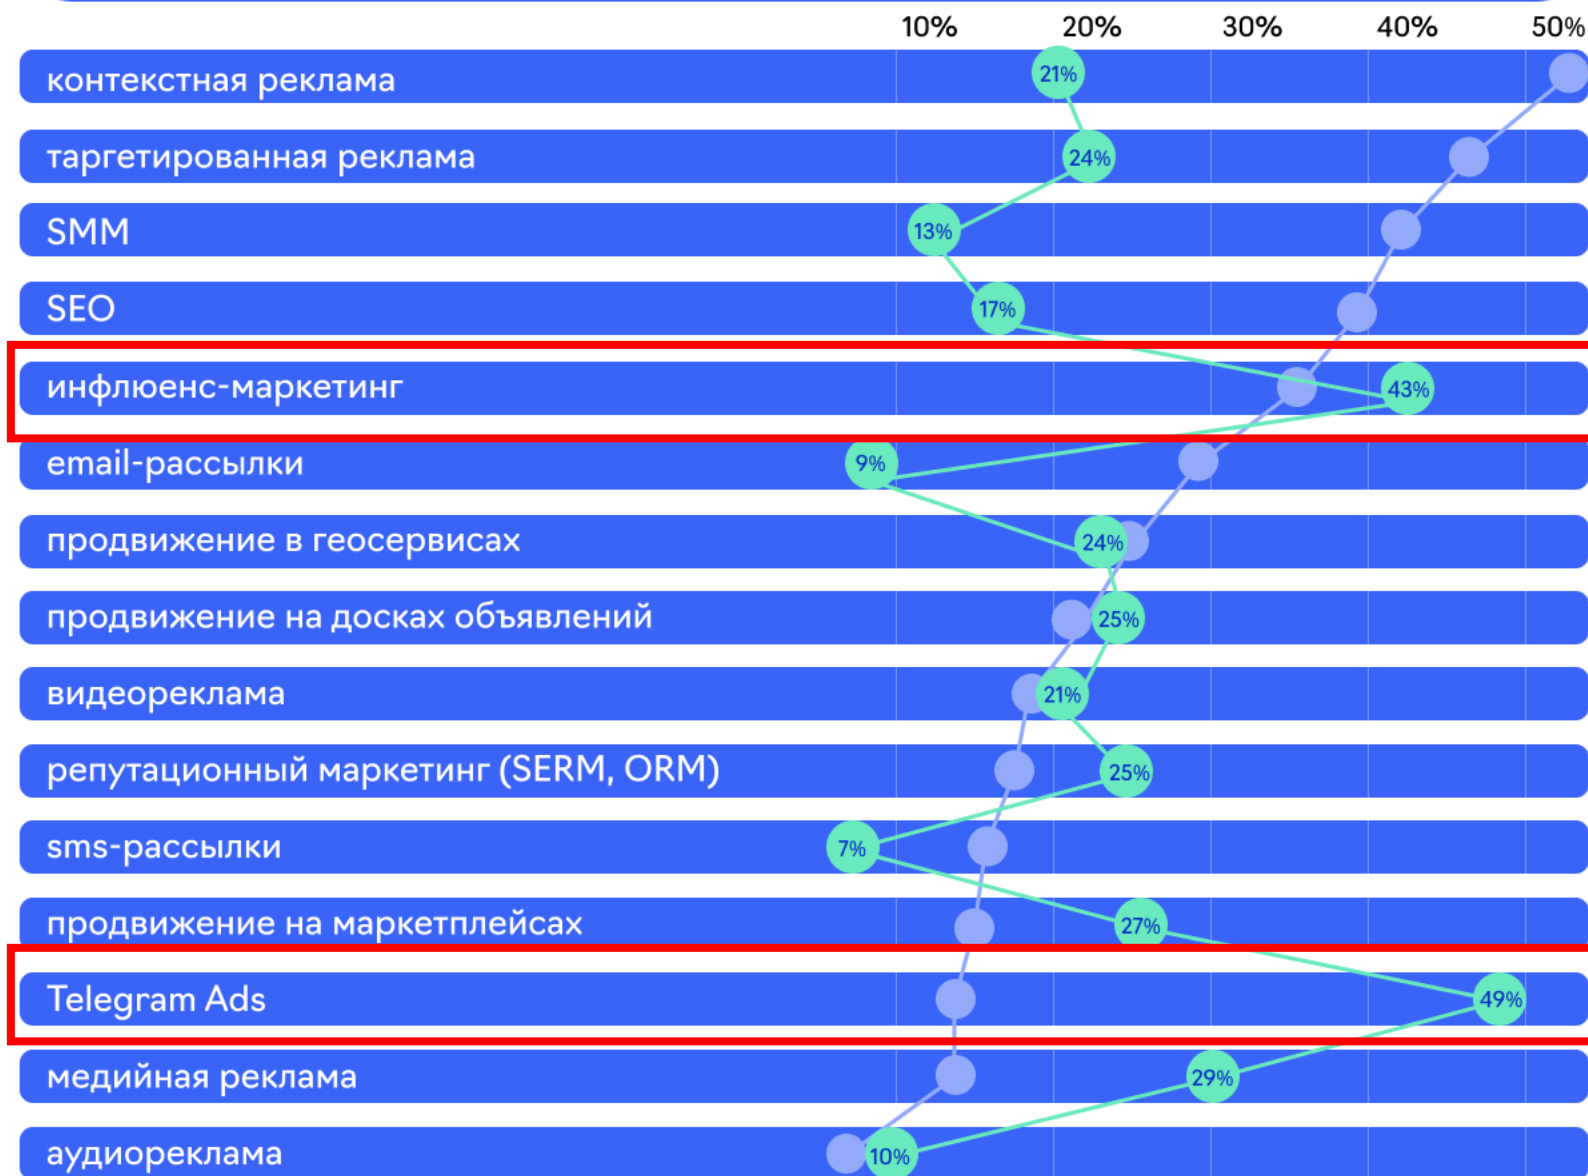 10% 20% 30% 40% 50%
контекстная реклама 21%
таргетированная реклама 24%
SMM 13%
SEO 17%
инфлюенс-маркетинг 43%
email-рассылки 9%
продвижение в геосервисах 24%
продвижение на досках объявлений 25%
видеореклама 21%
репутационный маркетинг (SERM, ORM) 25%
sms-рассылки 7%
продвижение на маркетплейсах 27%
Telegram Ads 49%
медийная реклама 29%
аудиореклама 10%